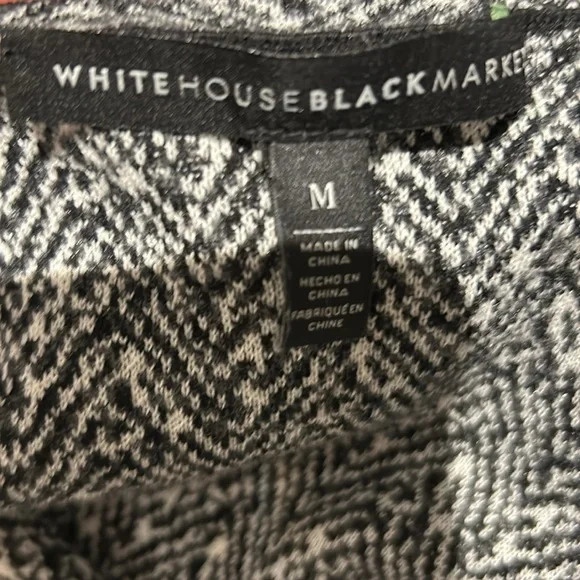 WHITEHOUSEBLACKMARKE
M
MADE IN
CHINA
HECHO EN
CHINA
FABRIQUÉ EN
CHINE